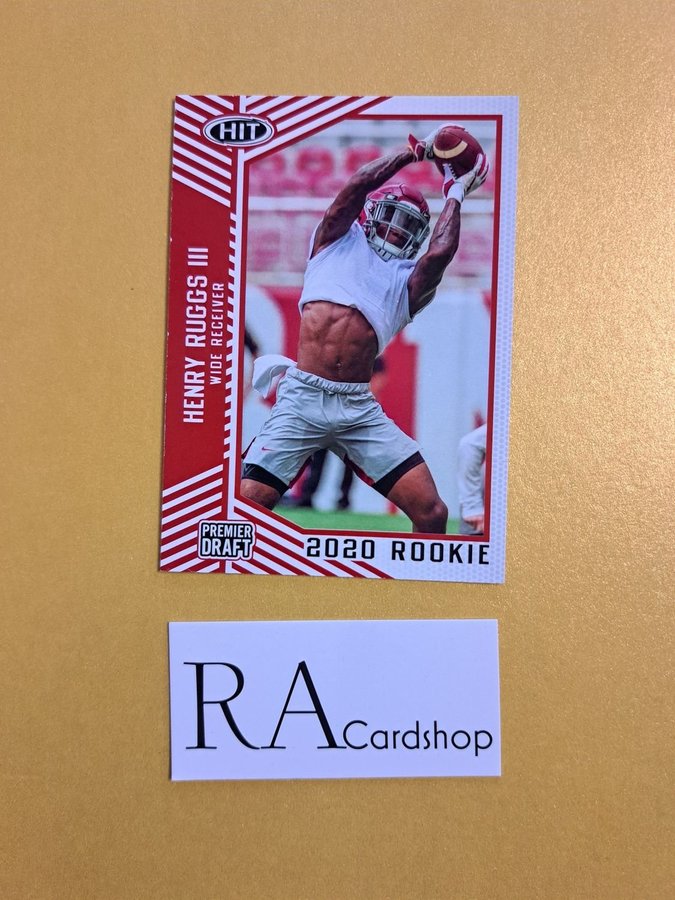 HIT
HENRY RUGGS III
WIDE RECEIVER
PREMIER
DRAFT
2020 ROOKIE
RA Cardshop